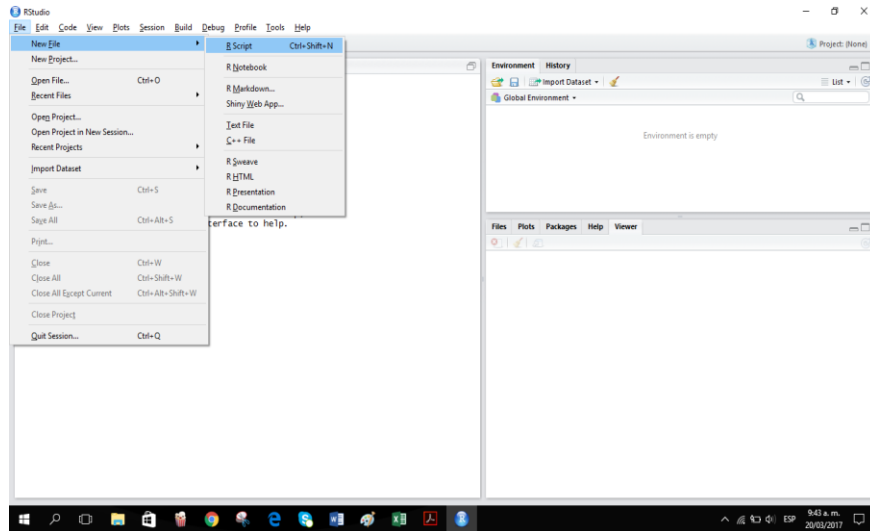 RStudio
File Edit Code View Plots Session Build Debug Profile Tools Help
Project: (None)
New File
New Project...
Open File... Ctrl+O
Recent Files
Open Project...
Open Project in New Session...
Recent Projects
Import Dataset
Save Ctrl+S
Save As...
Save All Ctrl+Alt+S
Print...
Close Ctrl+W
Close All Ctrl+Shift+W
Close All Except Current Ctrl+Alt+Shift+W
Close Project
Quit Session... Ctrl+Q
R Script Ctrl+Shift+N
R Notebook
R Markdown...
Shiny Web App...
Text File
C++ File
R Sweave
R HTML
R Presentation
R Documentation
terface to help.
Environment History
Import Dataset List
Global Environment
Environment is empty
Files Plots Packages Help Viewer
ESP 9:43 a. m.
20/03/2017